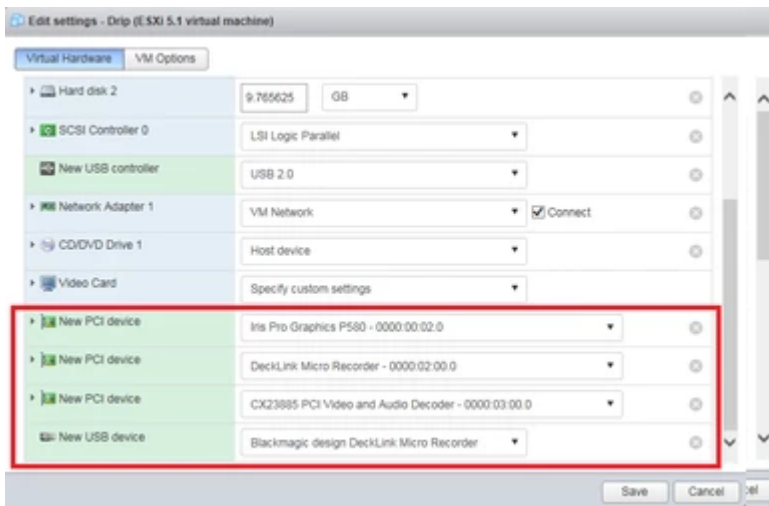 Edit settings - Drip (ESXi 5.1 virtual machine)
Virtual Hardware VM Options
Hard disk 2 9.765625 GB
SCSI Controller 0 LSI Logic Parallel
New USB controller USB 2.0
Network Adapter 1 VM Network Connect
CD/DVD Drive 1 Host device
Video Card Specify custom settings
New PCI device Iris Pro Graphics P580 - 0000:00:02.0
New PCI device DeckLink Micro Recorder - 0000:02:00.0
New PCI device CX23885 PCI Video and Audio Decoder - 0000:03:00.0
New USB device Blackmagic design DeckLink Micro Recorder
Save Cancel cel